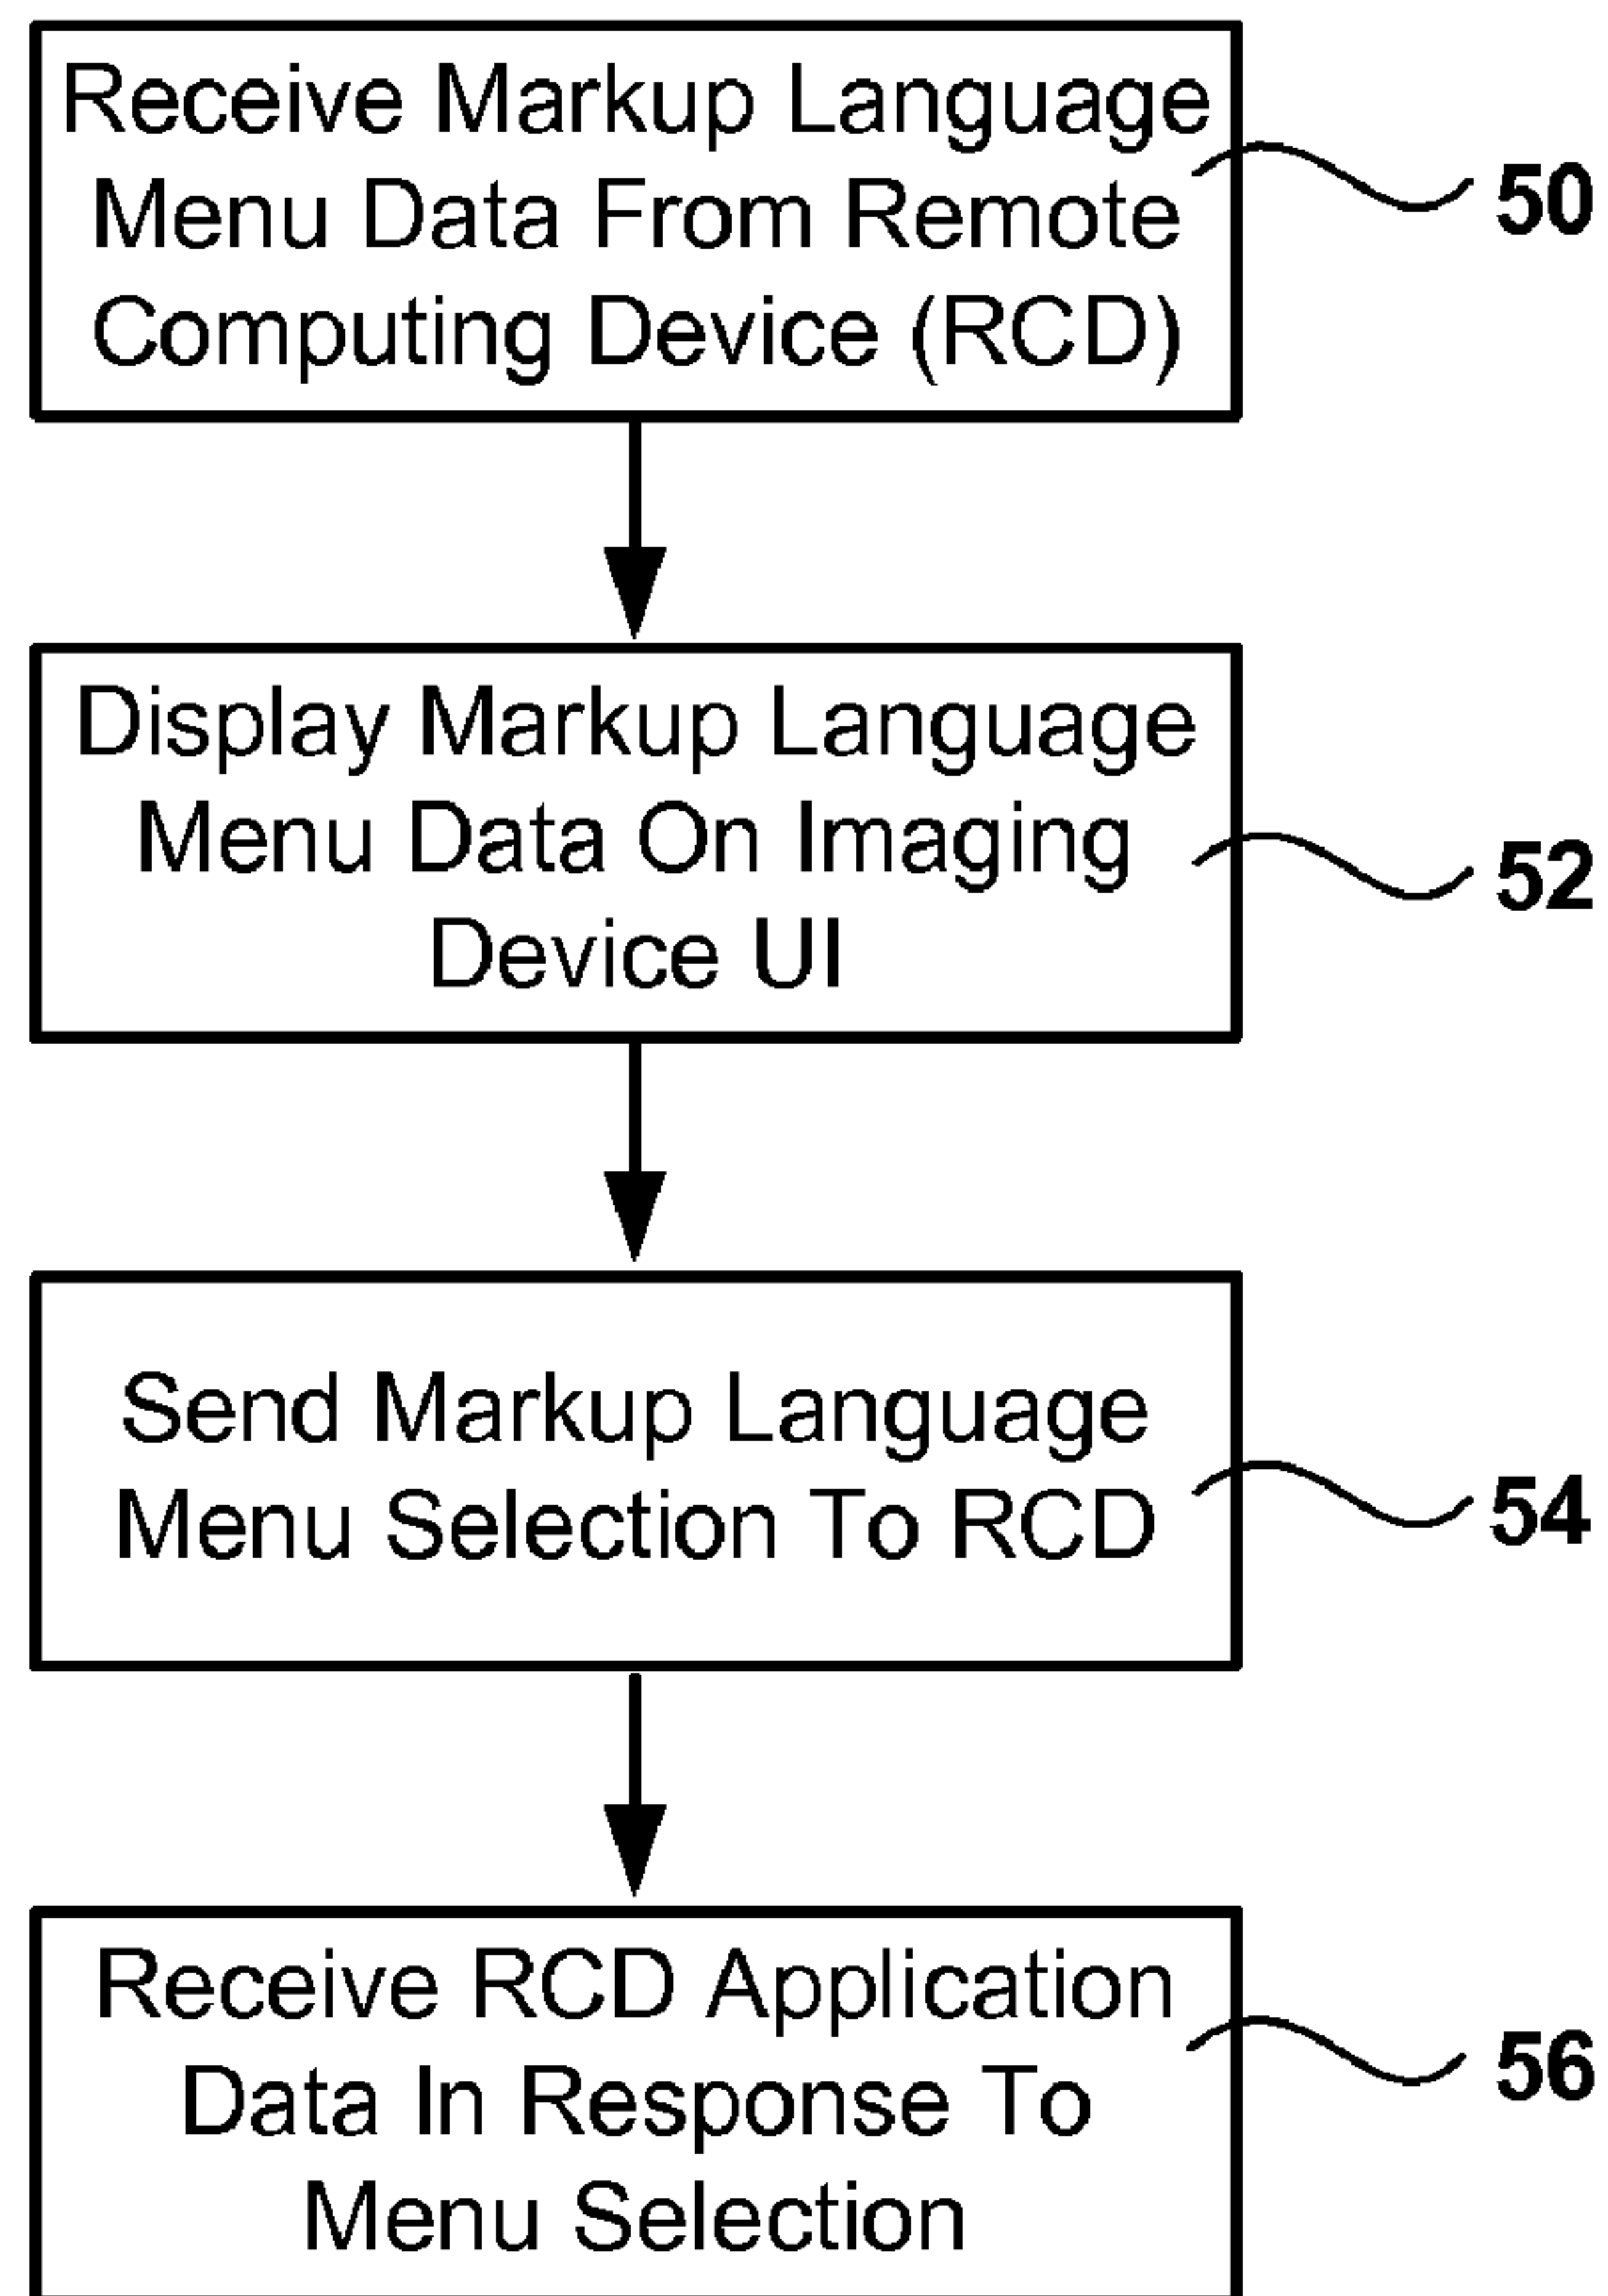 Receive Markup Language
Menu Data From Remote
Computing Device (RCD)
50
Display Markup Language
Menu Data On Imaging
Device UI
52
Send Markup Language
Menu Selection To RCD
54
Receive RCD Application
Data In Response To
Menu Selection
56